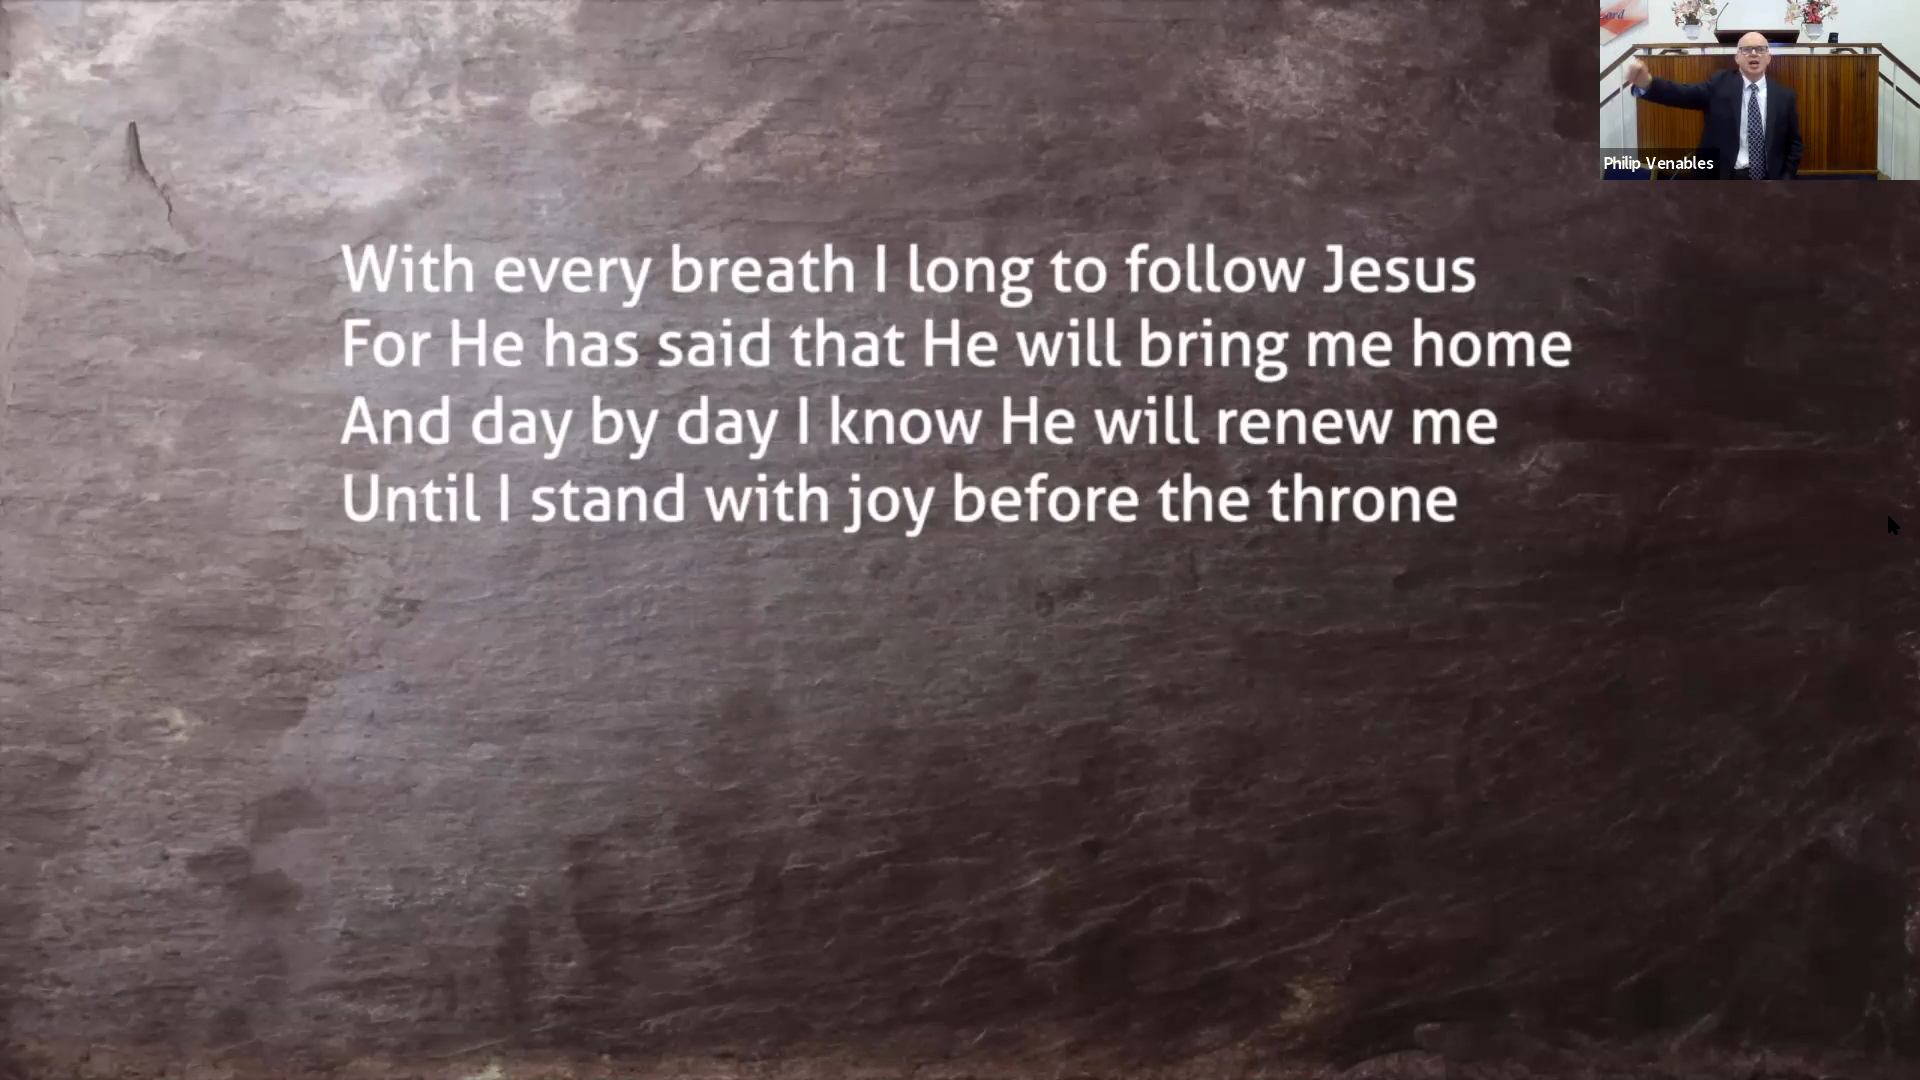 ord
Philip Venables
With every breath I long to follow Jesus
For He has said that He will bring me home
And day by day I know He will renew me
Until I stand with joy before the throne